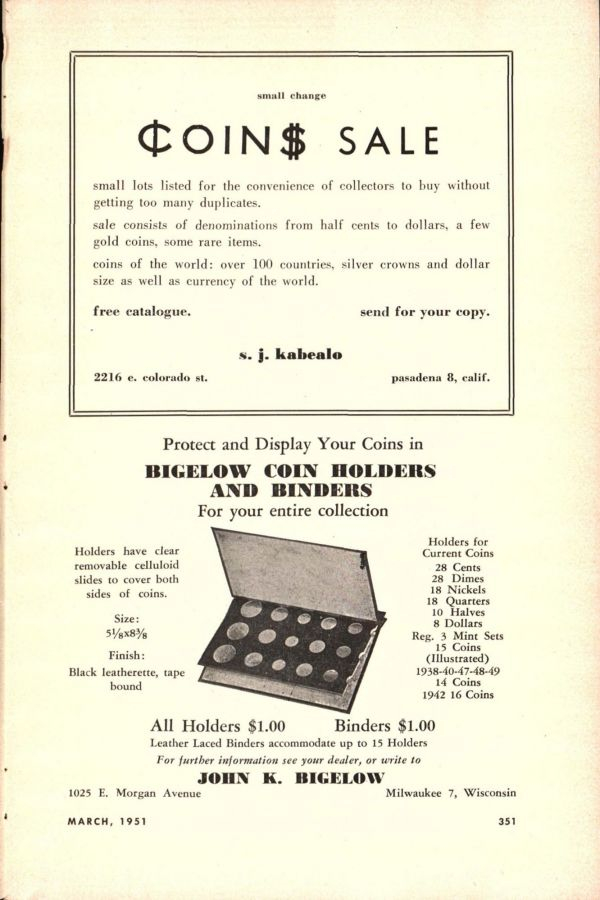 small change
₵OIN$ SALE
small lots listed for the convenience of collectors to buy without
getting too many duplicates.
sale consists of denominations from half cents to dollars, a few
gold coins, some rare items.
coins of the world: over 100 countries, silver crowns and dollar
size as well as currency of the world.
free catalogue. send for your copy.
s. j. kabealo
2216 e. colorado st. pasadena 8, calif.
Protect and Display Your Coins in
BIGELOW COIN HOLDERS
AND BINDERS
For your entire collection
Holders have clear
removable celluloid
slides to cover both
sides of coins.
Size:
5⅛x8⅜
Finish:
Black leatherette, tape
bound
Holders for
Current Coins
28 Cents
28 Dimes
18 Nickels
18 Quarters
10 Halves
8 Dollars
Reg. 3 Mint Sets
15 Coins
(Illustrated)
1938-40-47-48-49
14 Coins
1942 16 Coins
All Holders $1.00 Binders $1.00
Leather Laced Binders accommodate up to 15 Holders
For further information see your dealer, or write to
JOHN K. BIGELOW
1025 E. Morgan Avenue Milwaukee 7, Wisconsin
MARCH, 1951 351